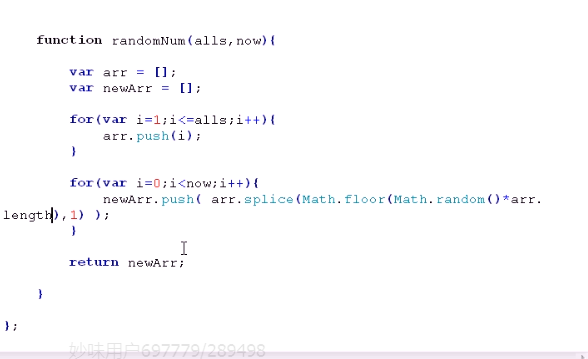 function randomNum(alls,now){
var arr = [];
var newArr = [];
for(var i=1;i<=alls;i++){
arr.push(i);
}
for(var i=0;i<now;i++){
newArr.push( arr.splice(Math.floor(Math.random()*arr.
length),1) );
}
return newArr;
}
};
妙味用户697779/289498